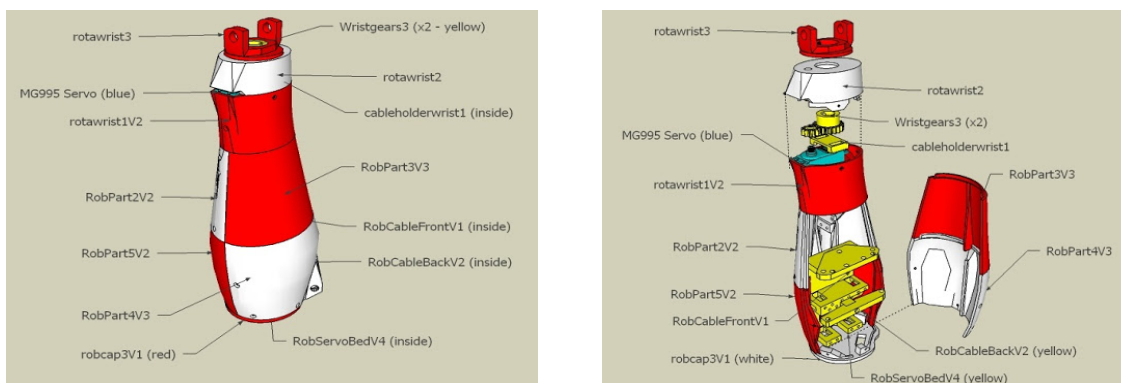 rotawrist3
Wristgears3 (x2 - yellow)
rotawrist2
MG995 Servo (blue)
cableholderwrist1 (inside)
rotawrist1V2
RobPart3V3
RobPart2V2
RobCableFrontV1 (inside)
RobPart5V2
RobCableBackV2 (inside)
RobPart4V3
RobServoBedV4 (inside)
robcap3V1 (red)
rotawrist3
rotawrist2
Wristgears3 (x2)
MG995 Servo (blue)
cableholderwrist1
RobPart3V3
rotawrist1V2
RobPart2V2
RobPart4V3
RobPart5V2
RobCableFrontV1
RobCableBackV2 (yellow)
robcap3V1 (white)
RobServoBedV4 (yellow)